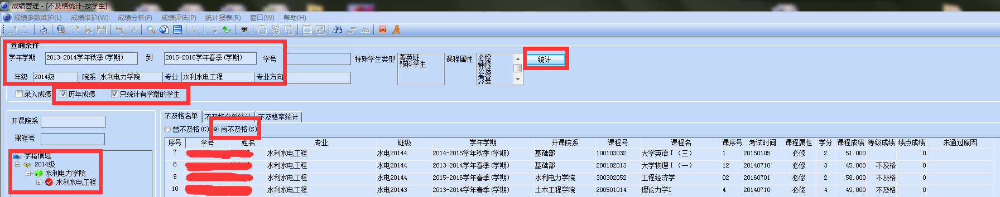 成绩管理 - [不及格统计-按学生]
成绩参数维护(L) 成绩维护(W) 成绩分析(F) 成绩评估(P) 统计报表(R) 窗口(W) 帮助(H)
查询条件
学年学期 2013-2014学年秋季(学期) 到 2015-2016学年春季(学期) 学号 特殊学生类型 菁英班 预科学生 课程属性 必修 辅修 公选 考查 统计
年级 2014级 院系 水利电力学院 专业 水利水电工程 专业方向
录入成绩 历年成绩 只统计有学籍的学生
开课院系
课程号
学籍信息
2014级
水利电力学院
水利水电工程
不及格名单 不及格名单统计 不及格率统计
曾不及格(C) 尚不及格(S)
序号 学号 姓名 专业 班级 学年学期 开课院系 课程号 课程名 课序号 考试时间 课程属性 学分 课程成绩 等级成绩 绩点成绩 未通过原因
7 水利水电工程 水电20144 2014-2015学年秋季(学期) 基础部 100103032 大学英语Ⅰ(三) 1 20150105 必修 2 51.000 0
8 水利水电工程 水电20144 2013-2014学年春季(学期) 基础部 200102013 大学物理Ⅰ(一) 12 20140710 必修 3 45.000 不及格 0
9 水利水电工程 水电20144 2015-2016学年春季(学期) 水利电力学院 300302052 工程经济学 02 20160701 必修 2 58.000 不及格 0
10 水利水电工程 水电20143 2013-2014学年春季(学期) 土木工程学院 200501014 理论力学Ⅰ 4 20140710 必修 4 49.000 不及格 0